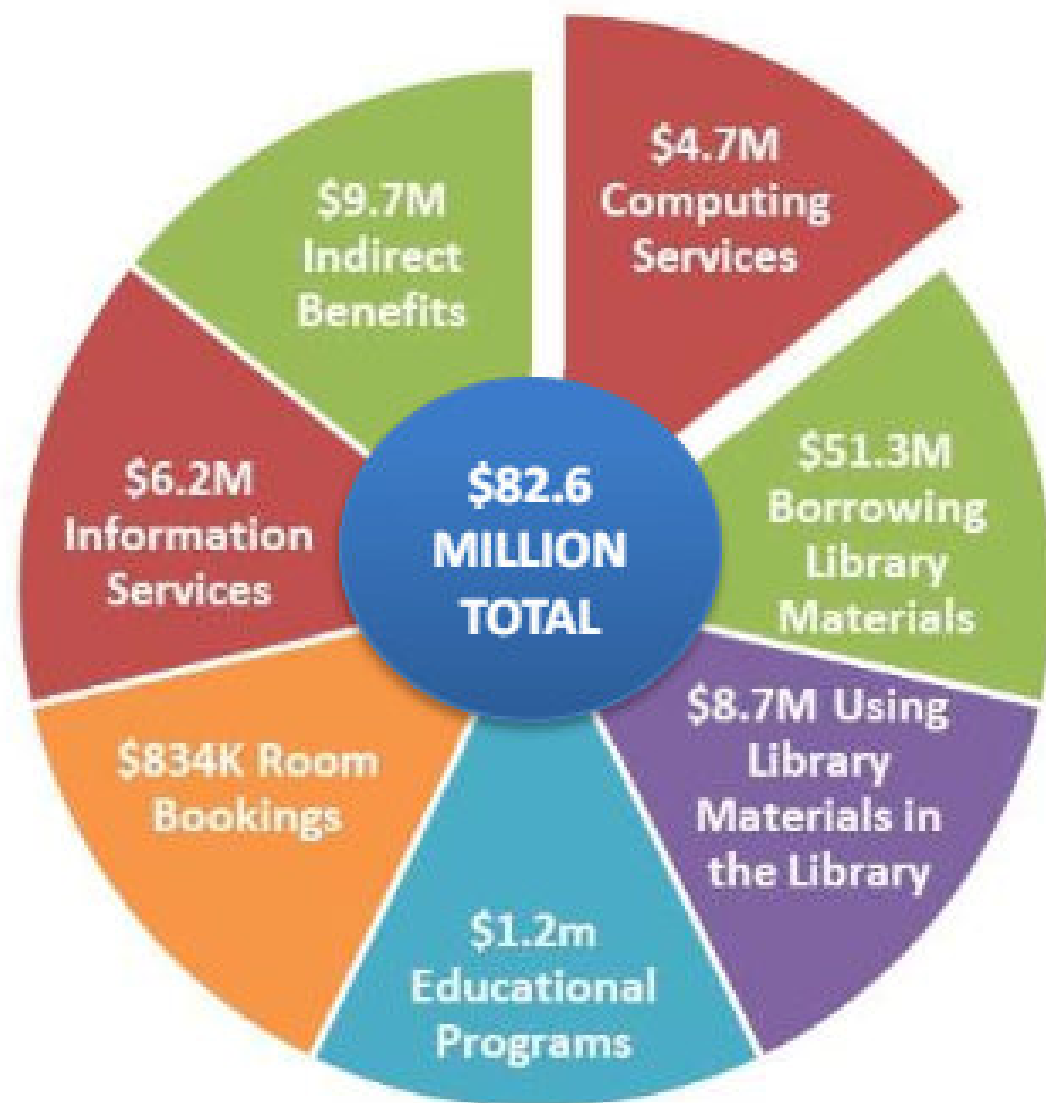 $4.7M
Computing
Services
$51.3M
Borrowing
Library
Materials
$8.7M Using
Library
Materials in
the Library
$1.2m
Educational
Programs
$834K Room
Bookings
$6.2M
Information
Services
$9.7M
Indirect
Benefits
$82.6
MILLION
TOTAL